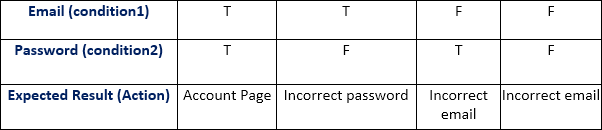 Email (condition1) T T F F
Password (condition2) T F T F
Expected Result (Action) Account Page Incorrect password Incorrect email Incorrect email